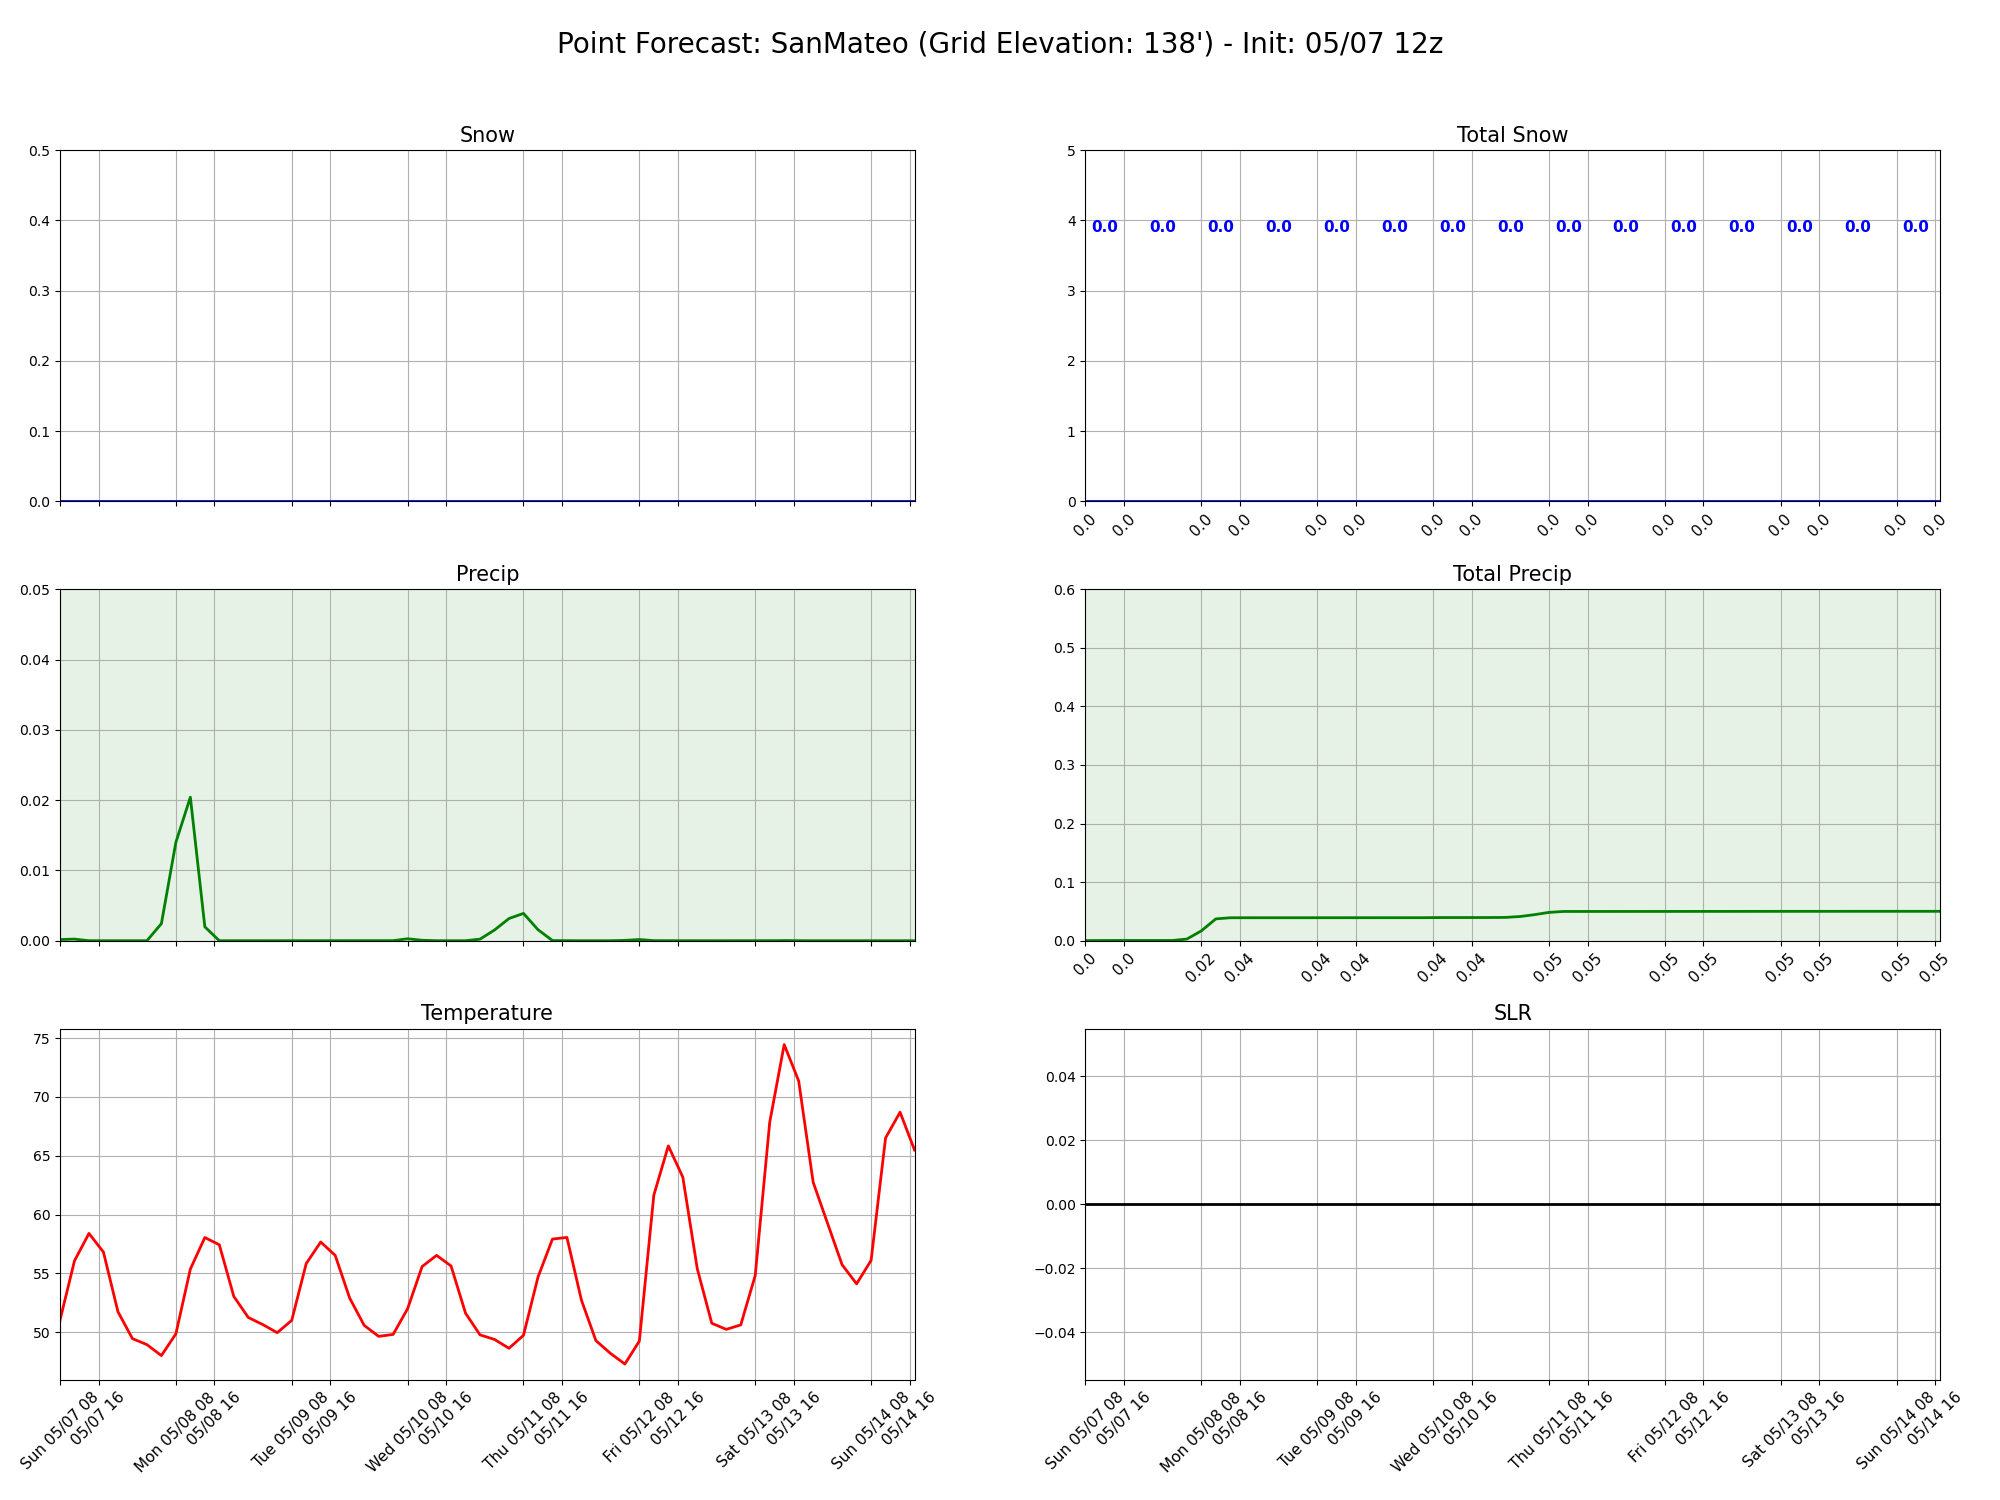 Point Forecast: SanMateo (Grid Elevation: 138') - Init: 05/07 12z
Snow
0.5
0.4
0.3
0.2
0.1
0.0
Total Snow
5
4
3
2
1
0
0.0 0.0 0.0 0.0 0.0 0.0 0.0 0.0 0.0 0.0 0.0 0.0 0.0 0.0 0.0
0.0 0.0 0.0 0.0 0.0 0.0 0.0 0.0 0.0 0.0 0.0 0.0 0.0 0.0 0.0 0.0
Precip
0.05
0.04
0.03
0.02
0.01
0.00
Total Precip
0.6
0.5
0.4
0.3
0.2
0.1
0.0
0.0 0.0 0.02 0.04 0.04 0.04 0.04 0.04 0.05 0.05 0.05 0.05 0.05 0.05 0.05 0.05
Temperature
75
70
65
60
55
50
Sun 05/07 08
05/07 16
Mon 05/08 08
05/08 16
Tue 05/09 08
05/09 16
Wed 05/10 08
05/10 16
Thu 05/11 08
05/11 16
Fri 05/12 08
05/12 16
Sat 05/13 08
05/13 16
Sun 05/14 08
05/14 16
SLR
0.04
0.02
0.00
−0.02
−0.04
Sun 05/07 08
05/07 16
Mon 05/08 08
05/08 16
Tue 05/09 08
05/09 16
Wed 05/10 08
05/10 16
Thu 05/11 08
05/11 16
Fri 05/12 08
05/12 16
Sat 05/13 08
05/13 16
Sun 05/14 08
05/14 16